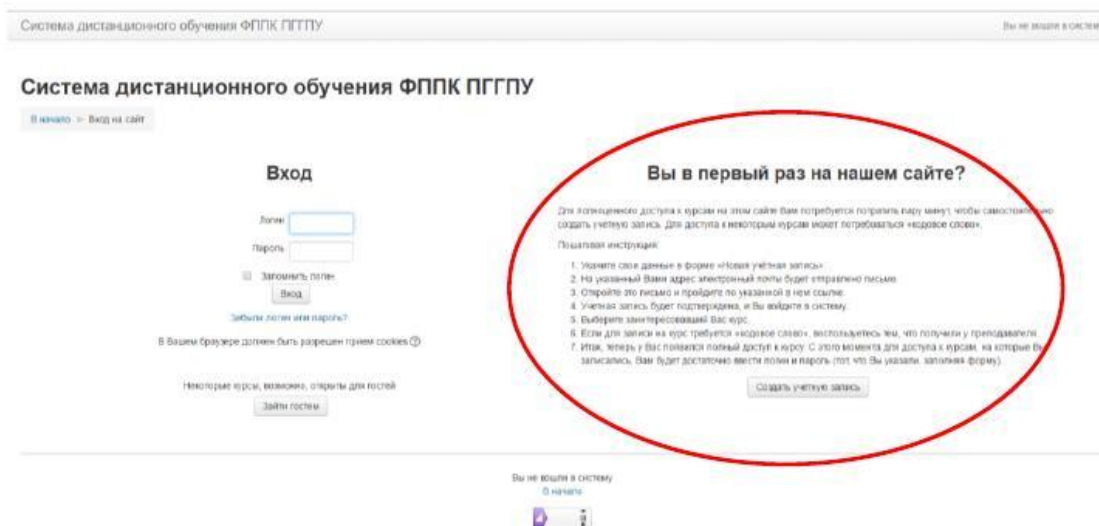 Система дистанционного обучения ФППК ПГГПУ
Вы не вошли в систем
Система дистанционного обучения ФППК ПГГПУ
В начало ➢ Вход на сайт
Вход
Логин
Пароль
Запомнить логин
Вход
Забыли логин или пароль?
В Вашем браузере должен быть разрешен прием cookies
Некоторые курсы, возможно, открыты для гостей
Зайти гостем
Вы в первый раз на нашем сайте?
Для полноценного доступа к курсам на этом сайте Вам потребуется потратить пару минут, чтобы самостоятельно
создать учетную запись. Для доступа к некоторым курсам может потребоваться «кодовое слово».
Пошаговая инструкция:
1. Укажите свои данные в форме «Новая учётная запись»
2. На указанный Вами адрес электронный почты будет отправлено письмо.
3. Откройте это письмо и пройдите по указанной в нем ссылке.
4. Учетная запись будет подтверждена, и Вы войдите в систему.
5. Выберите заинтересовавший Вас курс.
6. Если для записи на курс требуется «кодовое слово», воспользуетесь тем, что получили у преподавателя.
7. Итак, теперь у Вас появился полный доступ к курсу. С этого момента для доступа к курсам, на которые Вы
записались, Вам будет достаточно ввести логин и пароль (тот, что Вы указали, заполняя форму).
Создать учетную запись
Вы не вошли в систему
В начало